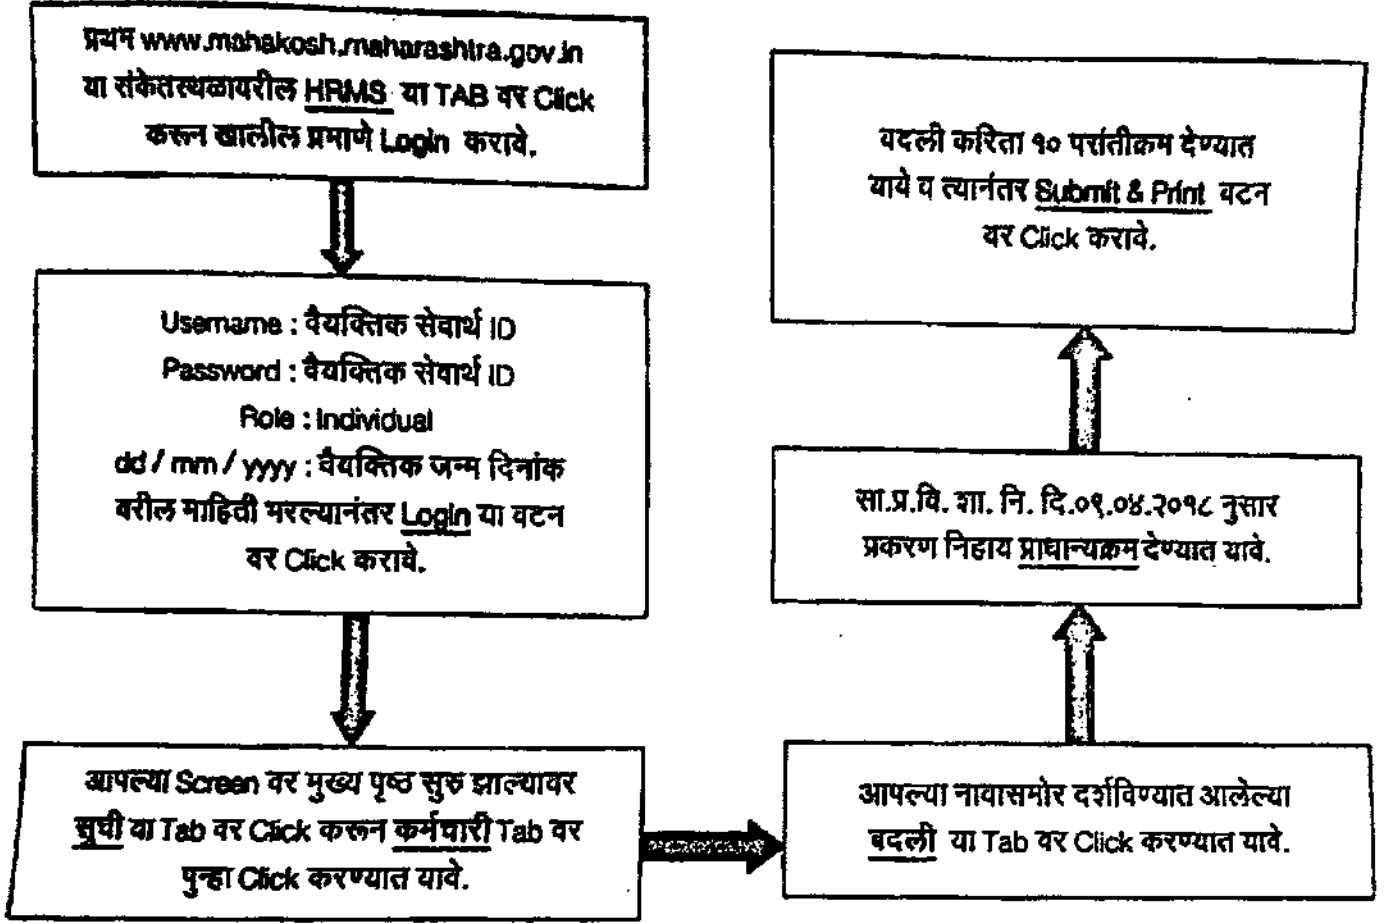 प्रथम www.mahakosh.maharashtra.gov.in
या संकेतस्थळावरील HRMS या TAB वर Click
करून खालील प्रमाणे Login करावे.
Username : वैयक्तिक सेवार्थ ID
Password : वैयक्तिक सेवार्थ ID
Role : Individual
dd / mm / yyyy : वैयक्तिक जन्म दिनांक
वरील माहिती भरल्यानंतर Login या बटन
वर Click करावे.
आपल्या Screen वर मुख्य पृष्ठ सुरु झाल्यावर
सुची या Tab वर Click करून कर्मचारी Tab वर
पुन्हा Click करण्यात यावे.
आपल्या नावासमोर दर्शविण्यात आलेल्या
बदली या Tab वर Click करण्यात यावे.
सा.प्र.वि. शा. नि. दि.०९.०४.२०१८ नुसार
प्रकरण निहाय प्राधान्यक्रम देण्यात यावे.
बदली करिता १० पसंतीक्रम देण्यात
यावे व त्यानंतर Submit & Print बटन
वर Click करावे.